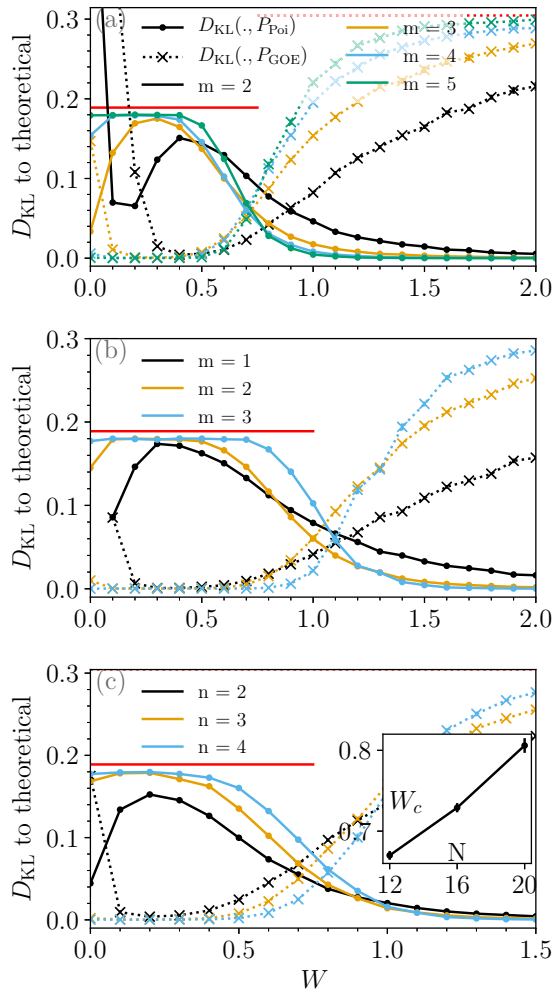 (a)
D_KL(., P_Poi)
D_KL(., P_GOE)
m = 2
m = 3
m = 4
m = 5
D_KL to theoretical
0.3
0.2
0.1
0.0
0.0 0.5 1.0 1.5 2.0
(b)
m = 1
m = 2
m = 3
D_KL to theoretical
0.3
0.2
0.1
0.0
0.0 0.5 1.0 1.5 2.0
(c)
n = 2
n = 3
n = 4
D_KL to theoretical
0.3
0.2
0.1
0.0
0.0 0.5 1.0 1.5
W
0.8
0.7
W_c
N
12 16 20